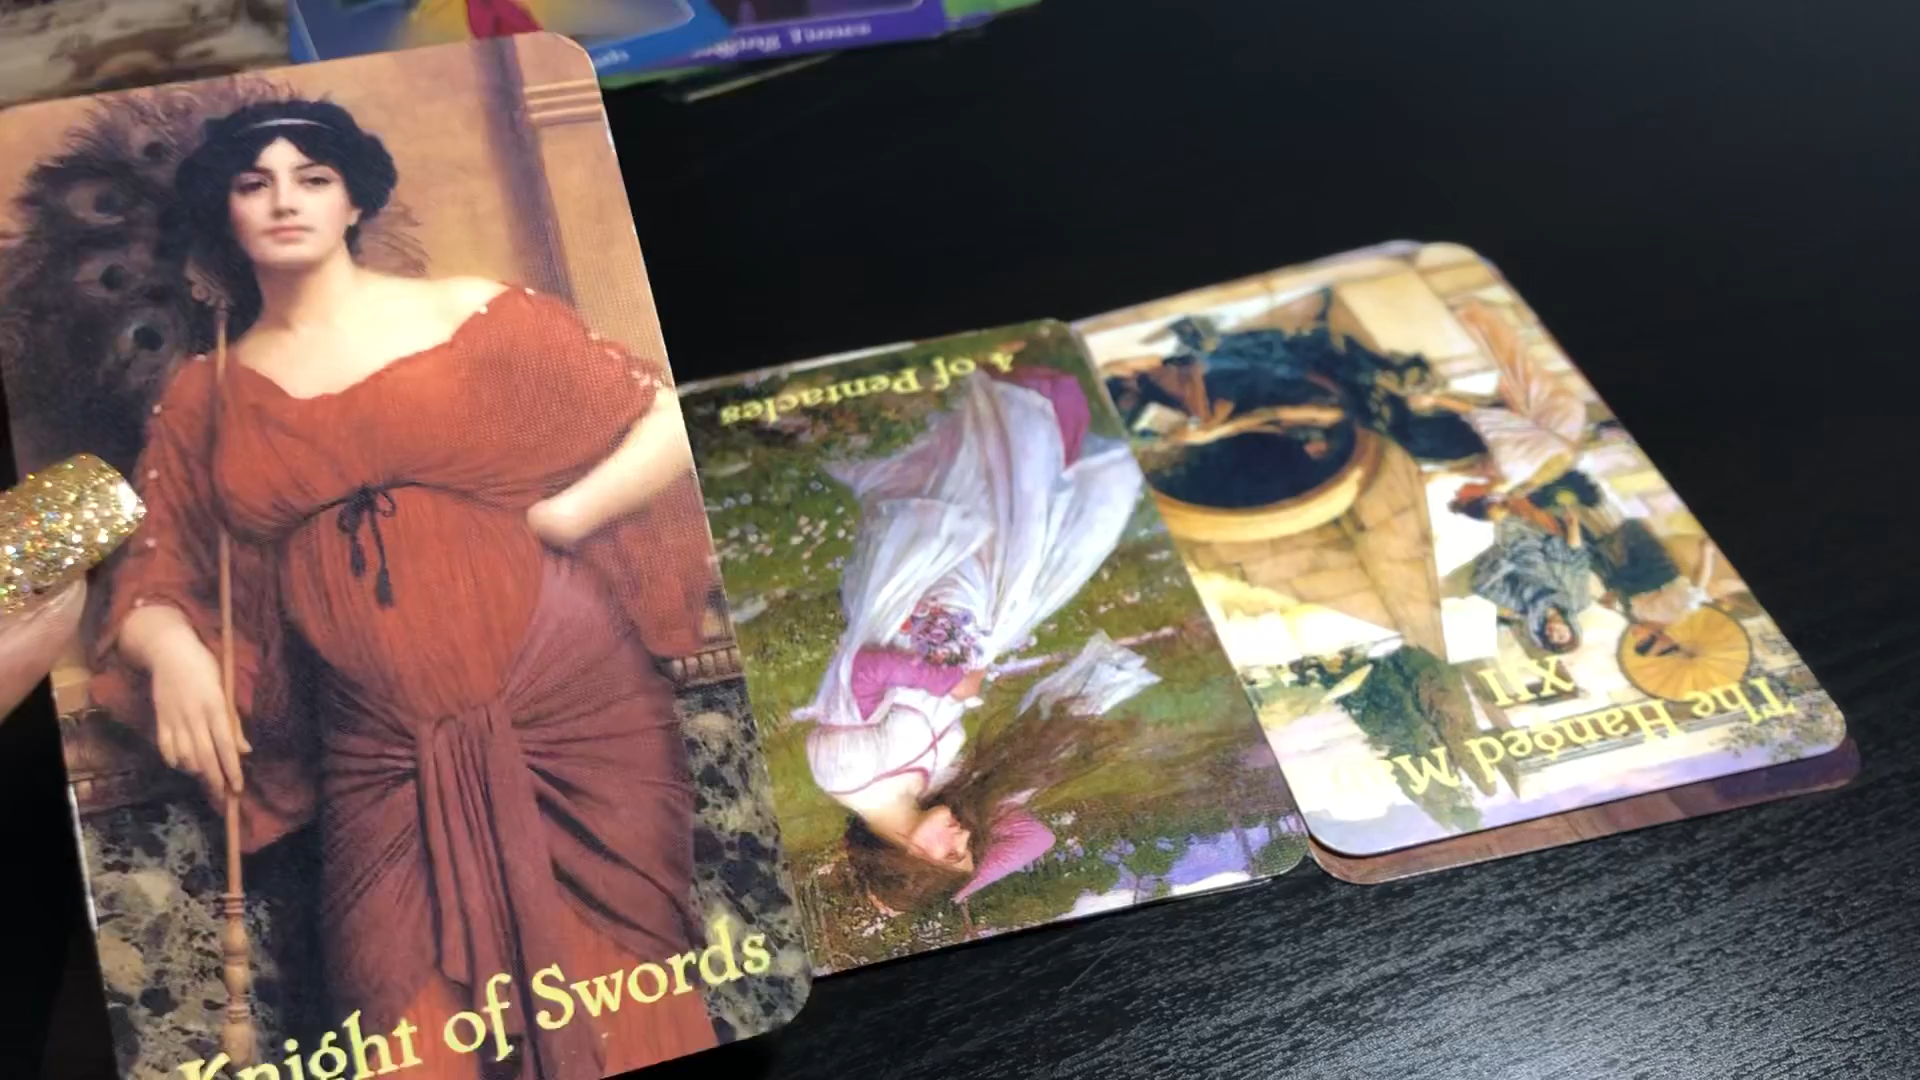 Knight of Swords
4 of Pentacles
XII
The Hanged Man